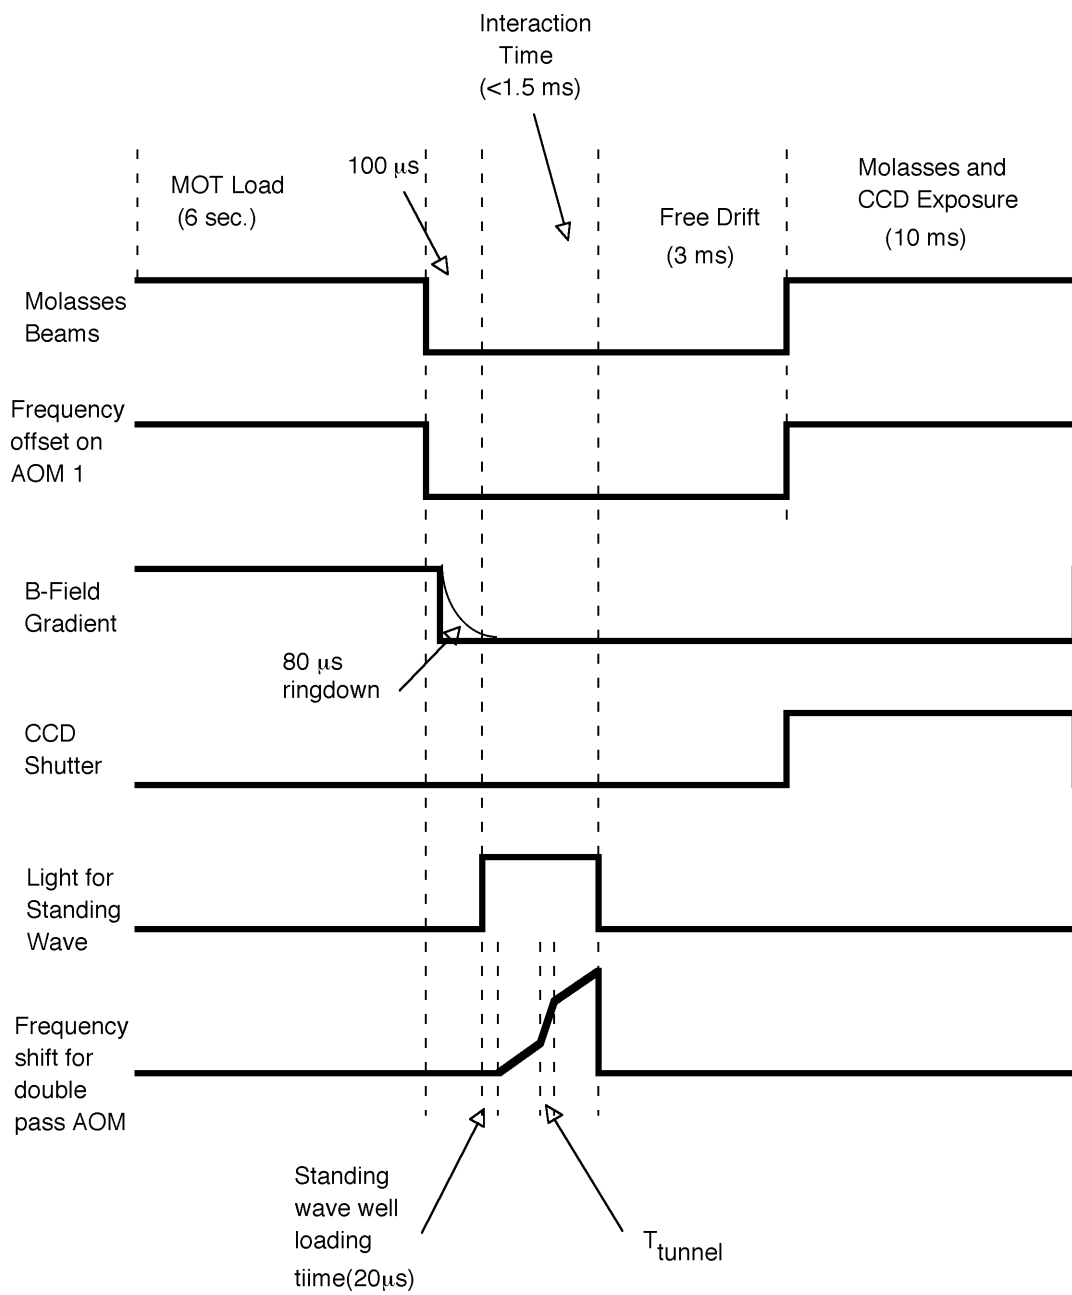 Interaction
Time
(<1.5 ms)
100 μs
MOT Load
(6 sec.)
Free Drift
(3 ms)
Molasses and
CCD Exposure
(10 ms)
Molasses
Beams
Frequency
offset on
AOM 1
B-Field
Gradient
80 μs
ringdown
CCD
Shutter
Light for
Standing
Wave
Frequency
shift for
double
pass AOM
Standing
wave well
loading
tiime(20μs)
Ttunnel